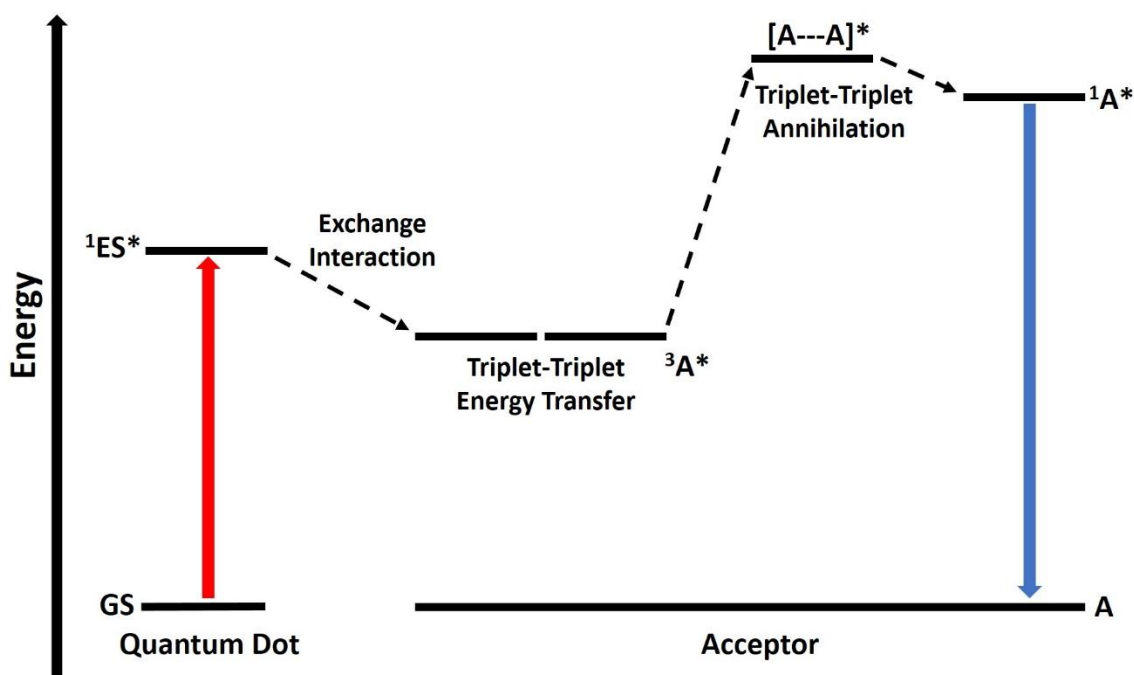 [A---A]*
Triplet-Triplet
Annihilation
¹A*
Exchange
Interaction
¹ES*
Energy
Triplet-Triplet
Energy Transfer
³A*
GS
A
Quantum Dot
Acceptor